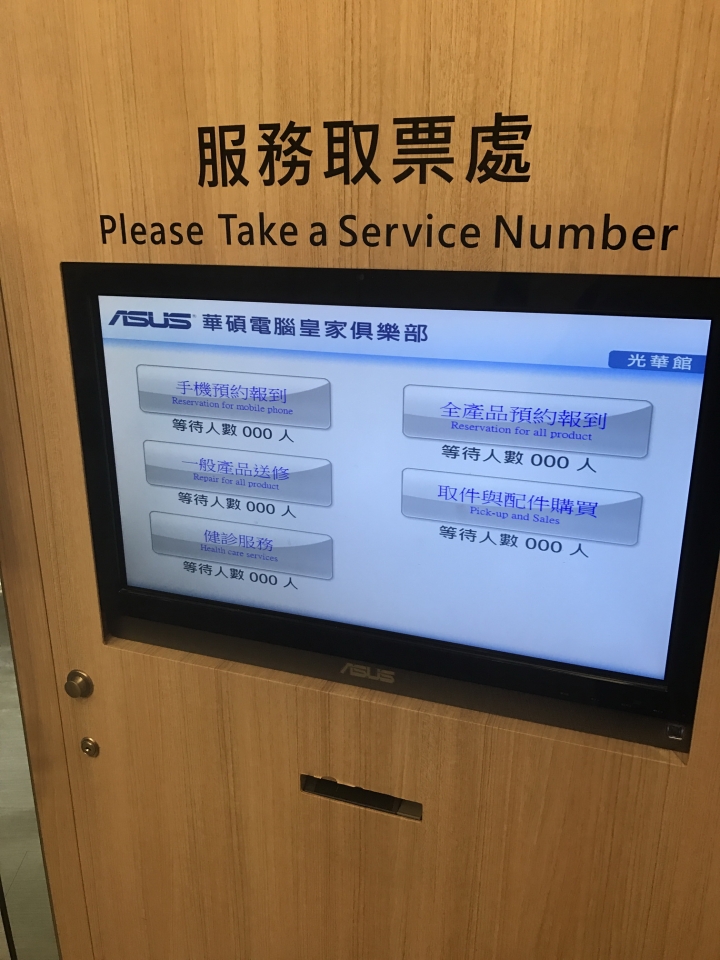 服務取票處
Please Take a Service Number
ASUS 華碩電腦皇家俱樂部
光華館
手機預約報到
Reservation for mobile phone
等待人數 000 人
一般產品送修
Repair for all product
等待人數 000 人
健診服務
Health care services
等待人數 000 人
全產品預約報到
Reservation for all product
等待人數 000 人
取件與配件購買
Pick-up and Sales
等待人數 000 人
ASUS